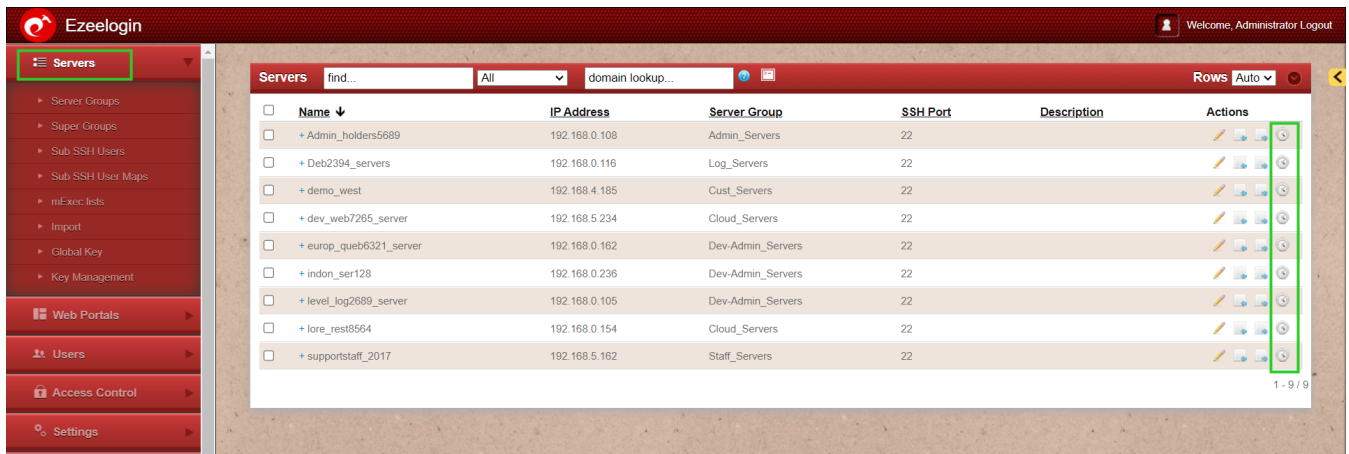 Ezeelogin
Welcome, Administrator Logout
Servers
Server Groups
Super Groups
Sub SSH Users
Sub SSH User Maps
mExec lists
Import
Global Key
Key Management
Web Portals
Users
Access Control
Settings
Servers find... All domain lookup... Rows Auto
Name IP Address Server Group SSH Port Description Actions
+ Admin_holders5689 192.168.0.108 Admin_Servers 22
+ Deb2394_servers 192.168.0.116 Log_Servers 22
+ demo_west 192.168.4.185 Cust_Servers 22
+ dev_web7265_server 192.168.5.234 Cloud_Servers 22
+ europ_queb6321_server 192.168.0.162 Dev-Admin_Servers 22
+ indon_ser128 192.168.0.236 Dev-Admin_Servers 22
+ level_log2689_server 192.168.0.105 Dev-Admin_Servers 22
+ lore_rest8564 192.168.0.154 Cloud_Servers 22
+ supportstaff_2017 192.168.5.162 Staff_Servers 22
1 - 9 / 9